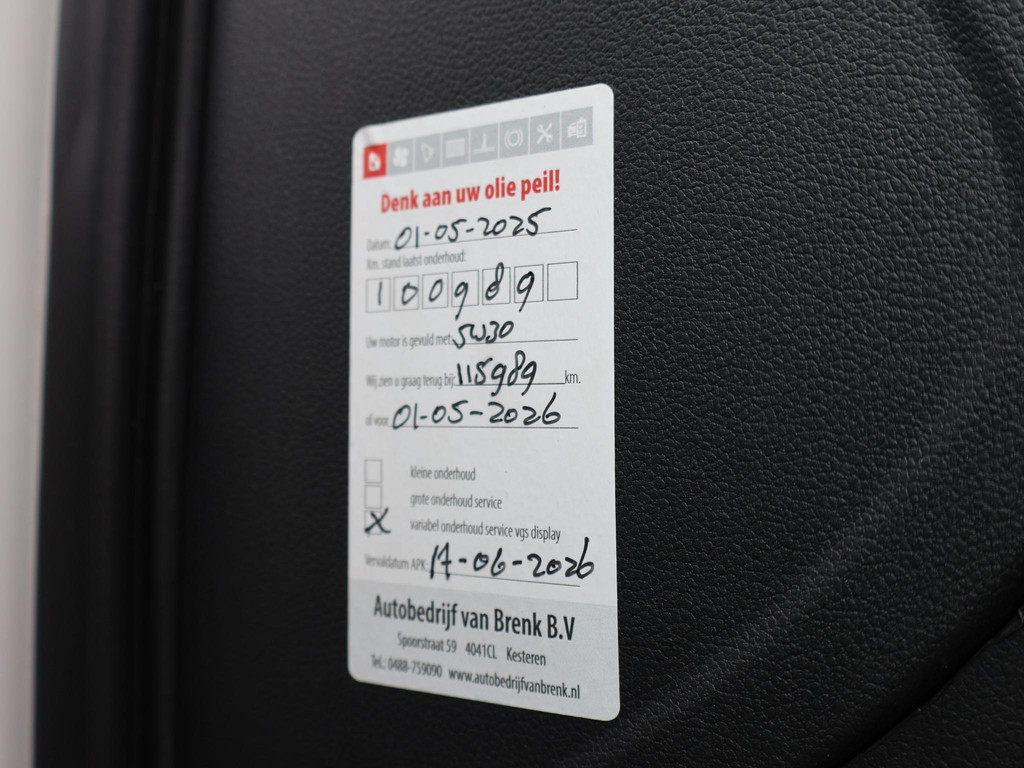 Denk aan uw olie peil!
Datum: 01-05-2025
Km. stand laatst onderhoud:
100989
Uw motor is gevuld met: 5W30
Wij zien u graag terug bij: 115989 km.
of voor 01-05-2026
kleine onderhoud
grote onderhoud service
X variabel onderhoud service vgs display
Vervaldatum APK: 14-06-2026
Autobedrijf van Brenk B.V
Spoorstraat 59 4041CL Kesteren
Tel.: 0488-759090 www.autobedrijfvanbrenk.nl